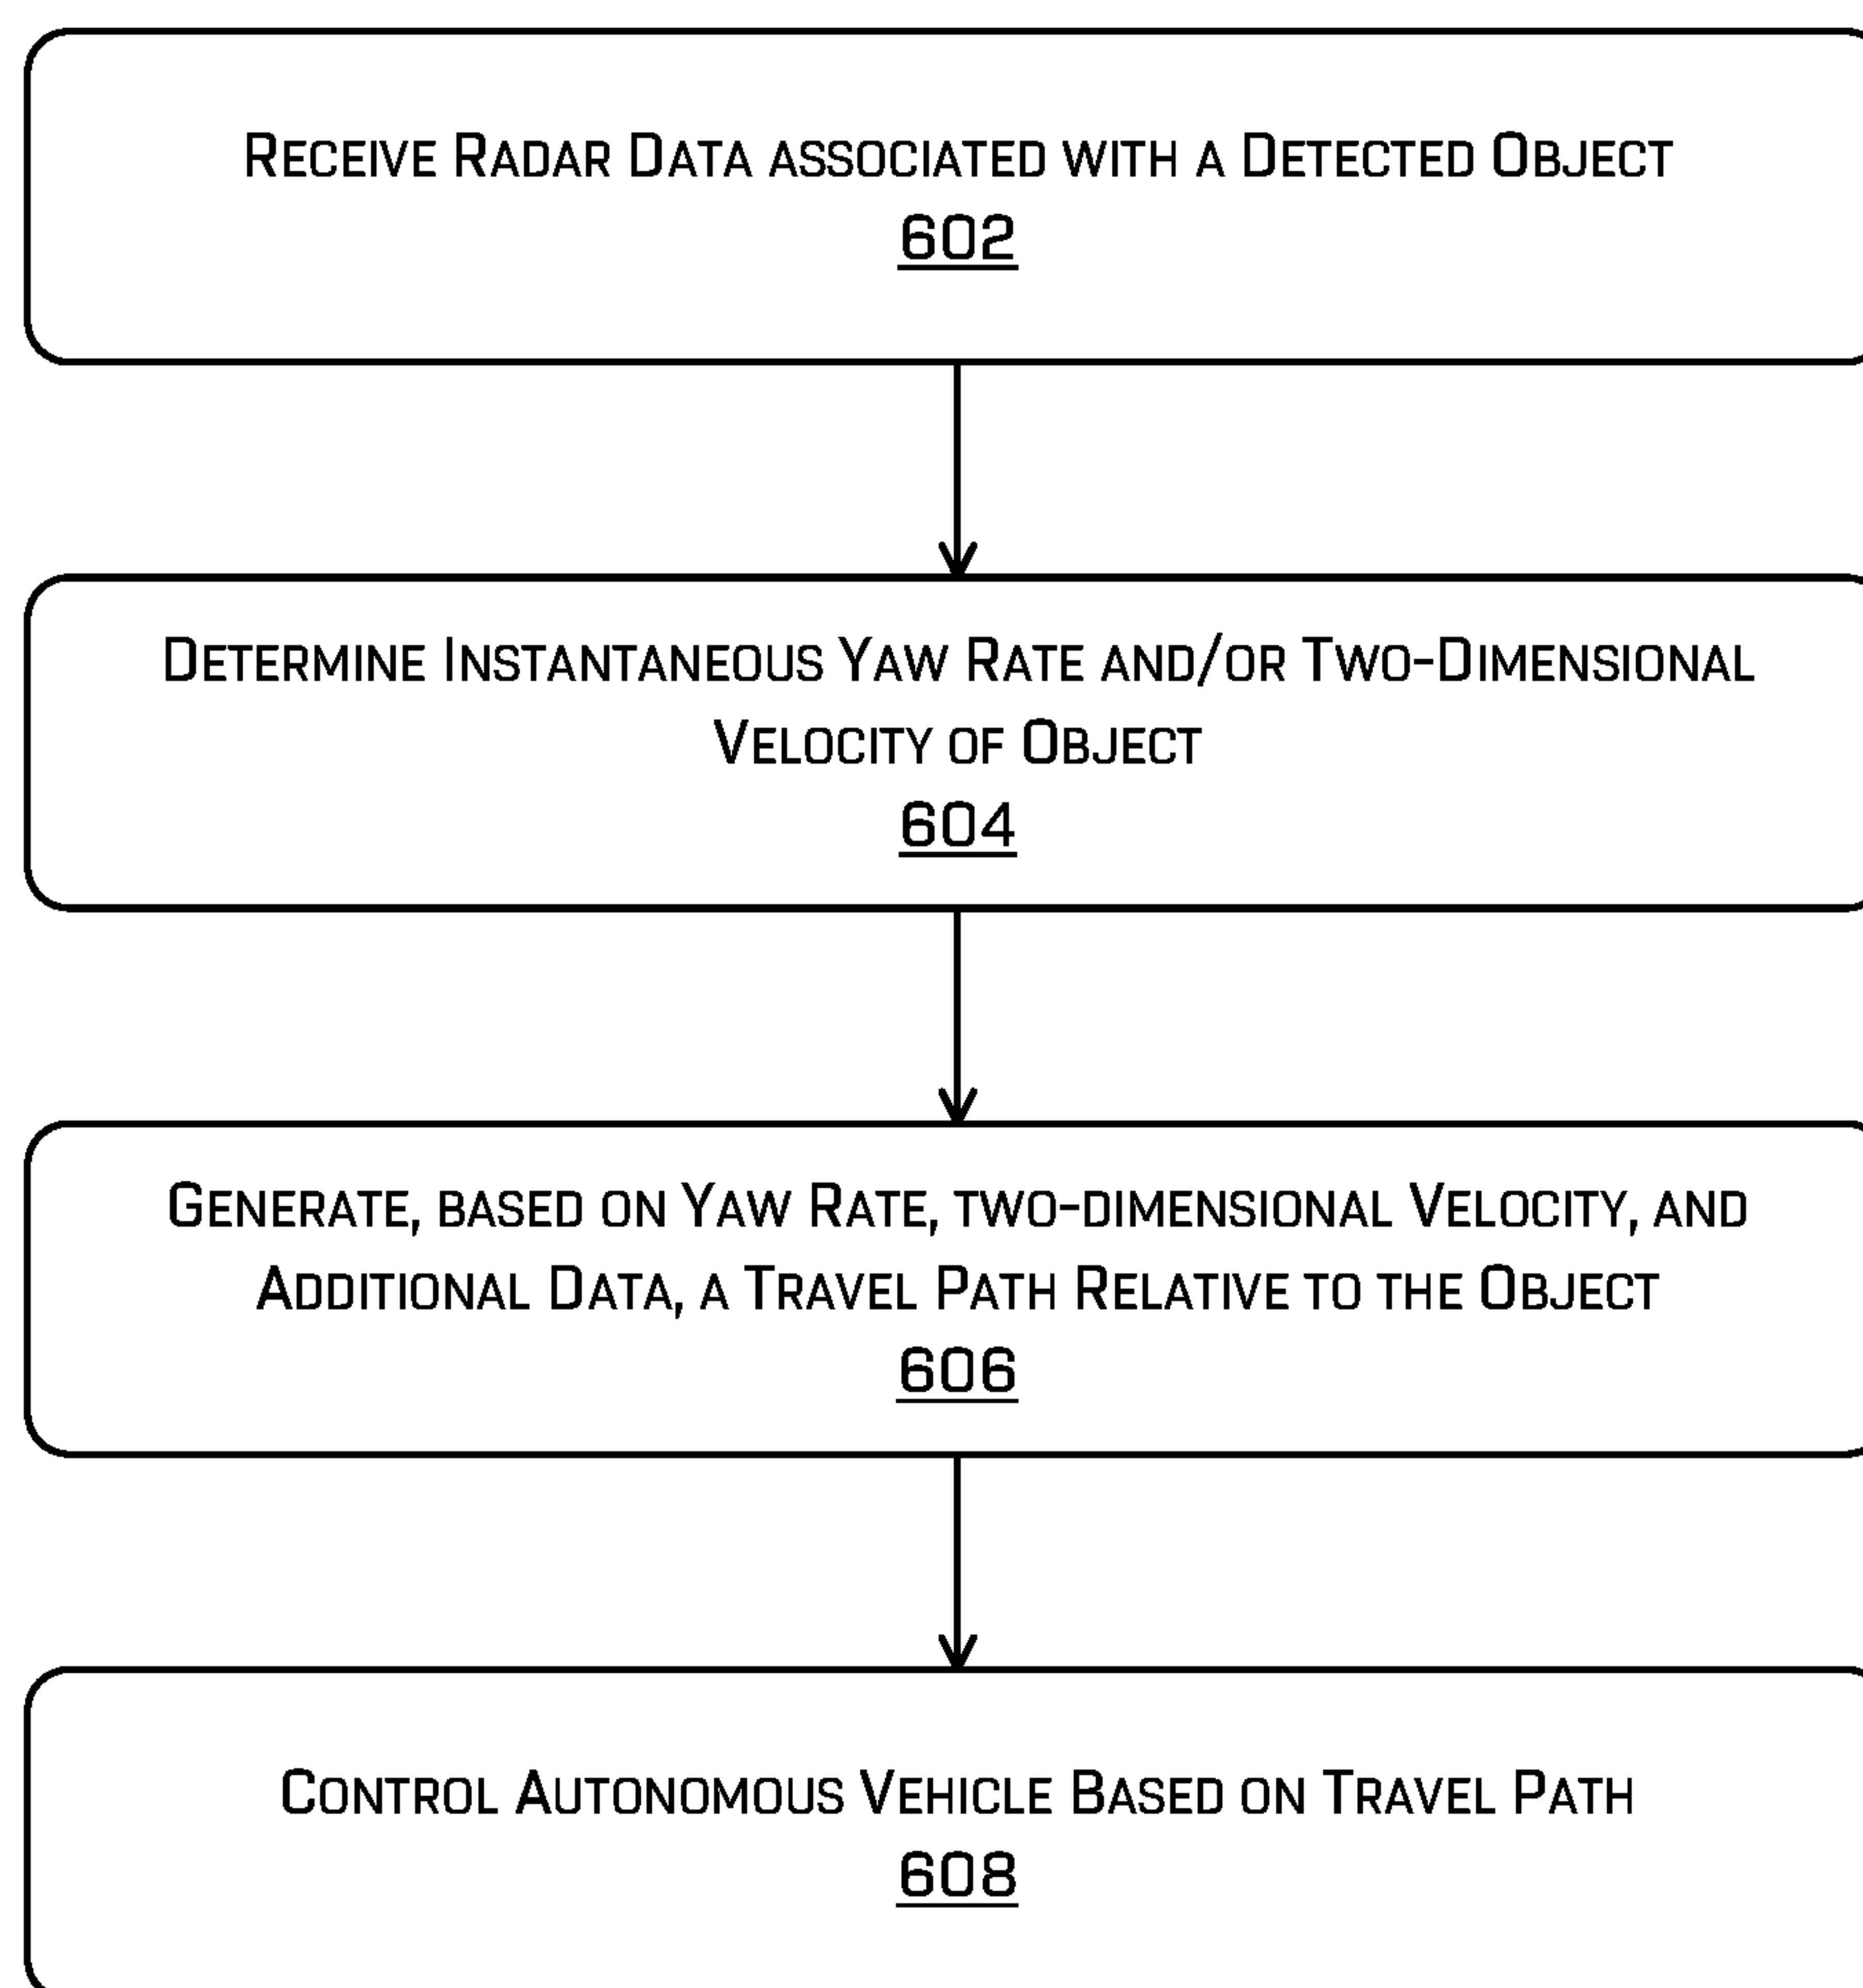 Receive Radar Data associated with a Detected Object
602
Determine Instantaneous Yaw Rate and/or Two-Dimensional
Velocity of Object
604
Generate, based on Yaw Rate, two-dimensional Velocity, and
Additional Data, a Travel Path Relative to the Object
606
Control Autonomous Vehicle Based on Travel Path
608